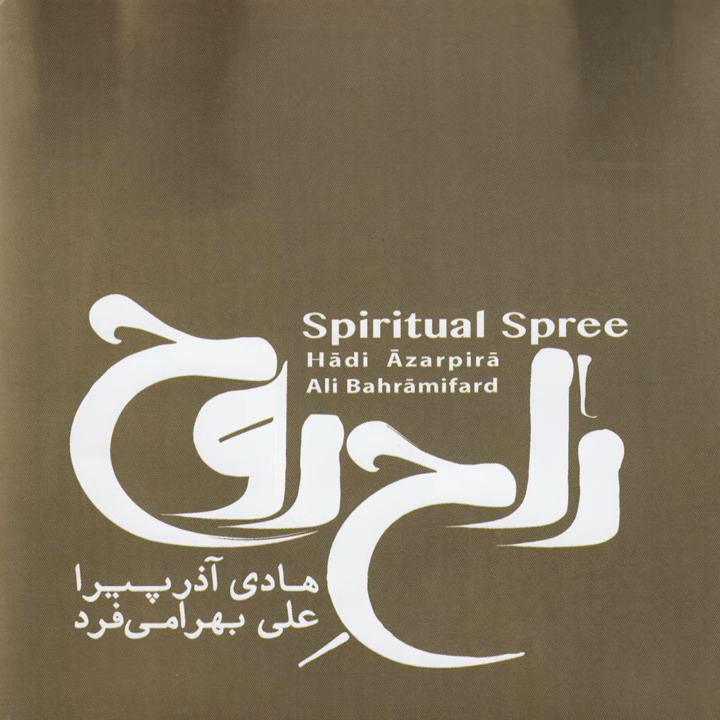 Spiritual Spree
Hādi Āzarpirā
Ali Bahrāmifard
راحِ روح
هادی آذرپیرا
علی بهرامی‌فرد